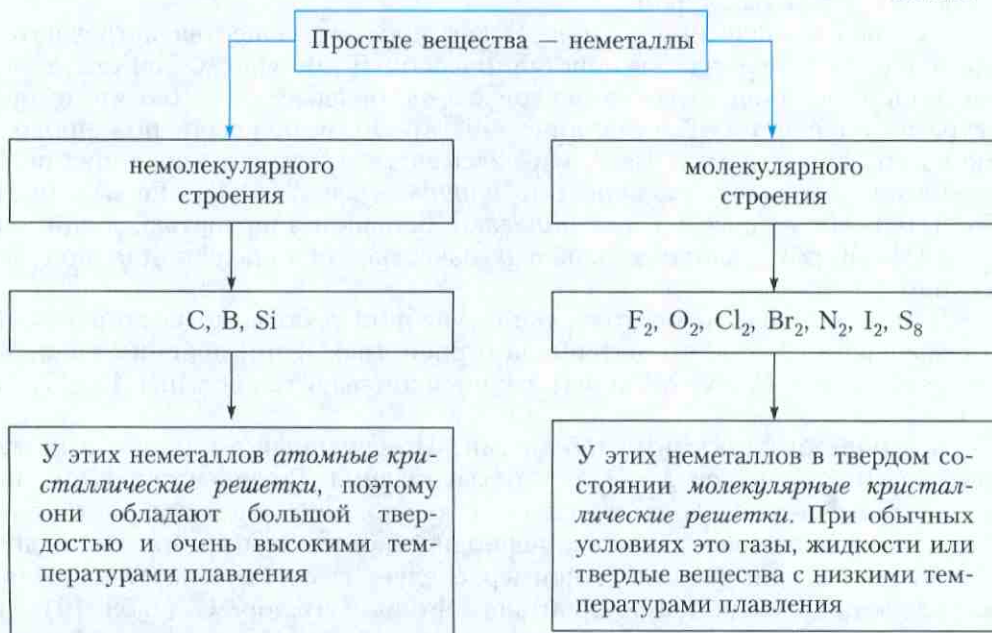 Простые вещества — неметаллы
немолекулярного
строения
молекулярного
строения
C, B, Si
F₂, O₂, Cl₂, Br₂, N₂, I₂, S₈
У этих неметаллов атомные кри-
сталлические решетки, поэтому
они обладают большой твер-
достью и очень высокими тем-
пературами плавления
У этих неметаллов в твердом со-
стоянии молекулярные кристал-
лические решетки. При обычных
условиях это газы, жидкости или
твердые вещества с низкими тем-
пературами плавления